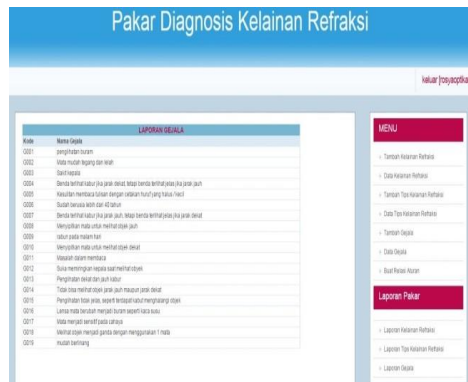 Pakar Diagnosis Kelainan Refraksi
keluar [rosyaoptika
LAPORAN GEJALA
Kode Nama Gejala
G001 penglihatan buram
G002 Mata mudah tegang dan lelah
G003 Sakit kepala
G004 Benda terlihat kabur jika jarak dekat, tetapi benda terlihat jelas jika jarak jauh
G005 Kesulitan membaca tulisan dengan cetakan huruf yang halus / kecil
G006 Sudah berusia lebih dari 40 tahun
G007 Benda terlihat kabur jika jarak jauh, tetapi benda terlihat jelas jika jarak dekat
G008 Menyipitkan mata untuk melihat objek jauh
G009 rabun pada malam hari
G010 Menyipitkan mata untuk melihat objek dekat
G011 Masalah dalam membaca
G012 Suka memiringkan kepala saat melihat objek
G013 Penglihatan dekat dan jauh kabur
G014 Tidak bisa melihat objek jarak jauh maupun jarak dekat
G015 Penglihatan tidak jelas, seperti terdapat kabut menghalangi objek
G016 Lensa mata berubah menjadi buram seperti kaca susu
G017 Mata menjadi sensitif pada cahaya
G018 Melihat objek menjadi ganda dengan menggunakan 1 mata
G019 mudah berlinang
MENU
Tambah Kelainan Refraksi
Data Kelainan Refraksi
Tambah Tips Kelainan Refraksi
Data Tips Kelainan Refraksi
Tambah Gejala
Data Gejala
Buat Relasi Aturan
Laporan Pakar
Laporan Kelainan Refraksi
Laporan Tips Kelainan Refraksi
Laporan Gejala